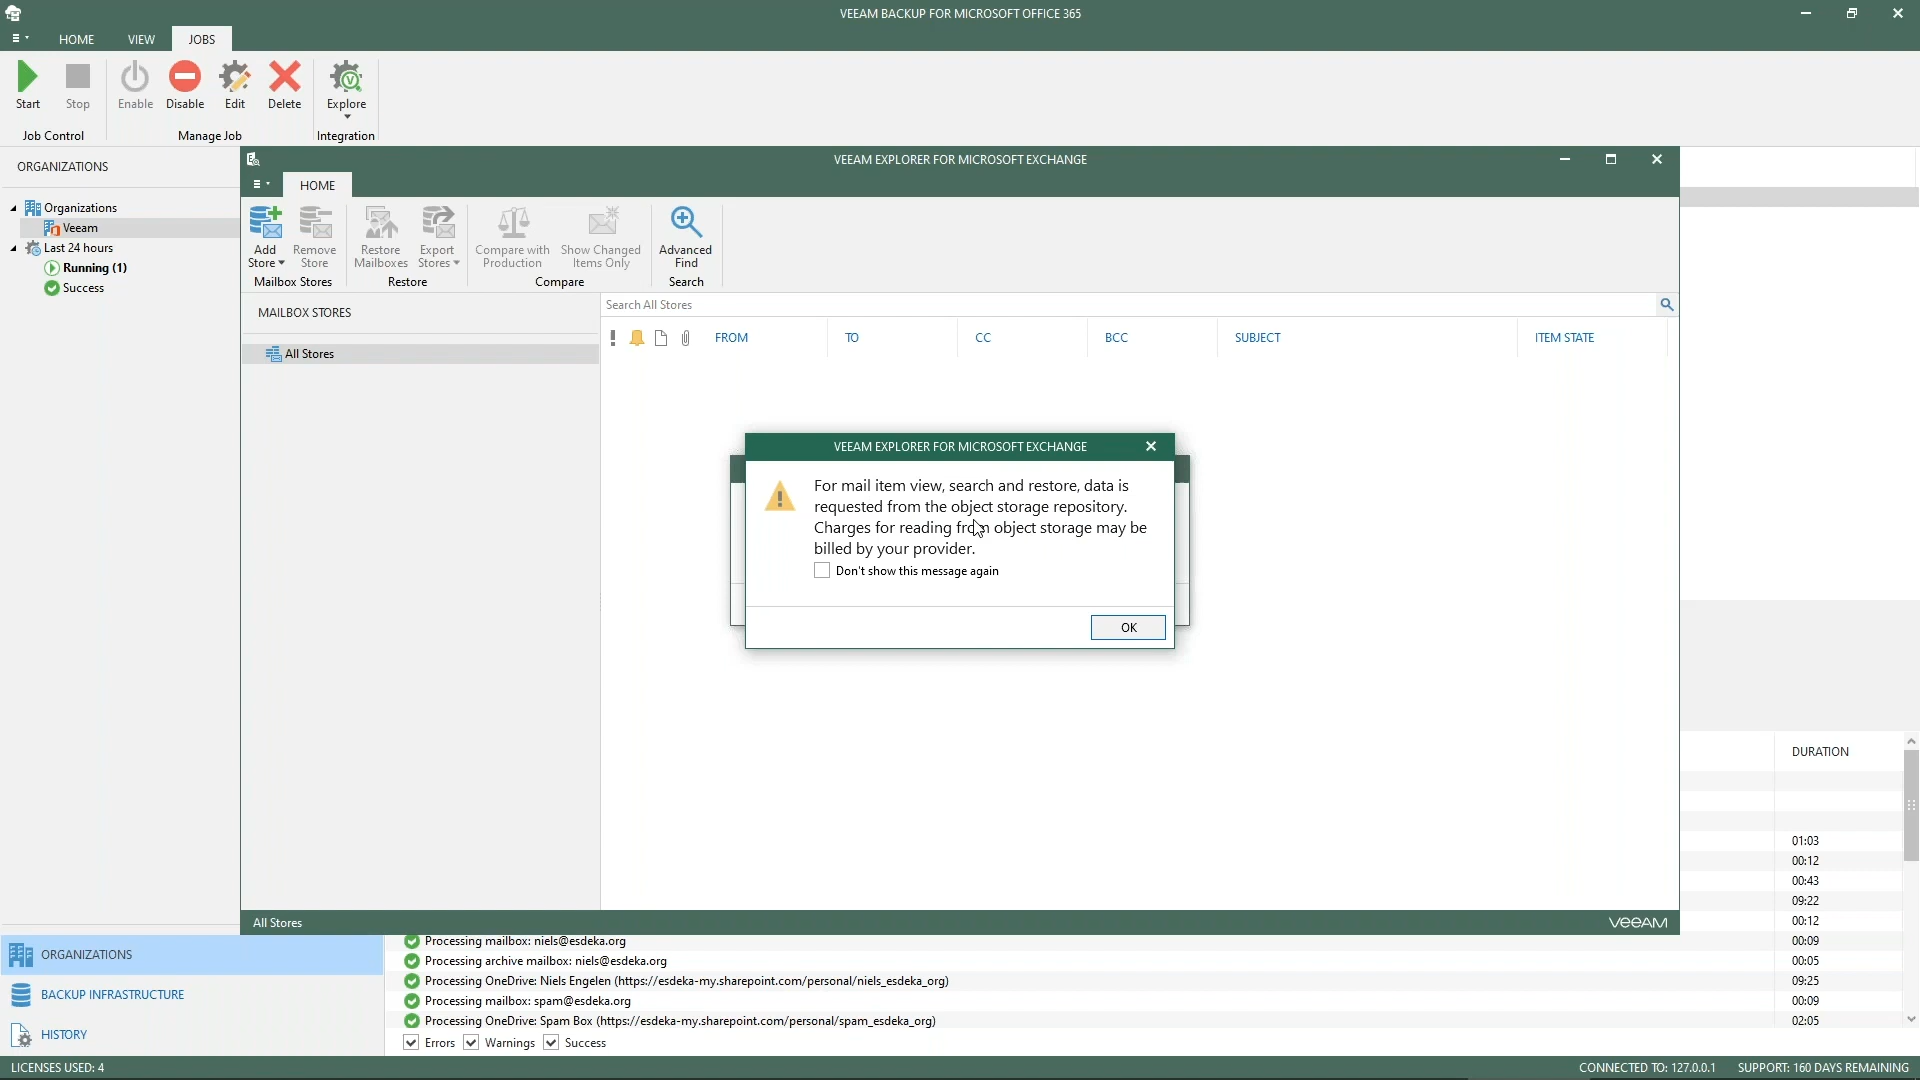 VEEAM BACKUP FOR MICROSOFT OFFICE 365
HOME VIEW JOBS
Start Stop Enable Disable Edit Delete Explore
Job Control Manage Job Integration
ORGANIZATIONS
Organizations
Veeam
Last 24 hours
Running (1)
Success
VEEAM EXPLORER FOR MICROSOFT EXCHANGE
HOME
Add Store
Remove Store
Restore Mailboxes
Export Stores
Compare with Production
Show Changed Items Only
Advanced Find
Mailbox Stores Restore Compare Search
MAILBOX STORES
All Stores
Search All Stores
FROM TO CC BCC SUBJECT ITEM STATE
VEEAM EXPLORER FOR MICROSOFT EXCHANGE
For mail item view, search and restore, data is
requested from the object storage repository.
Charges for reading from object storage may be
billed by your provider.
Don't show this message again
OK
All Stores
VEEAM
DURATION
01:03
00:12
00:43
09:22
00:12
Processing mailbox: niels@esdeka.org 00:09
Processing archive mailbox: niels@esdeka.org 00:05
Processing OneDrive: Niels Engelen (https://esdeka-my.sharepoint.com/personal/niels_esdeka_org) 09:25
Processing mailbox: spam@esdeka.org 00:09
Processing OneDrive: Spam Box (https://esdeka-my.sharepoint.com/personal/spam_esdeka_org) 02:05
Errors Warnings Success
ORGANIZATIONS
BACKUP INFRASTRUCTURE
HISTORY
LICENSES USED: 4
CONNECTED TO: 127.0.0.1 SUPPORT: 160 DAYS REMAINING